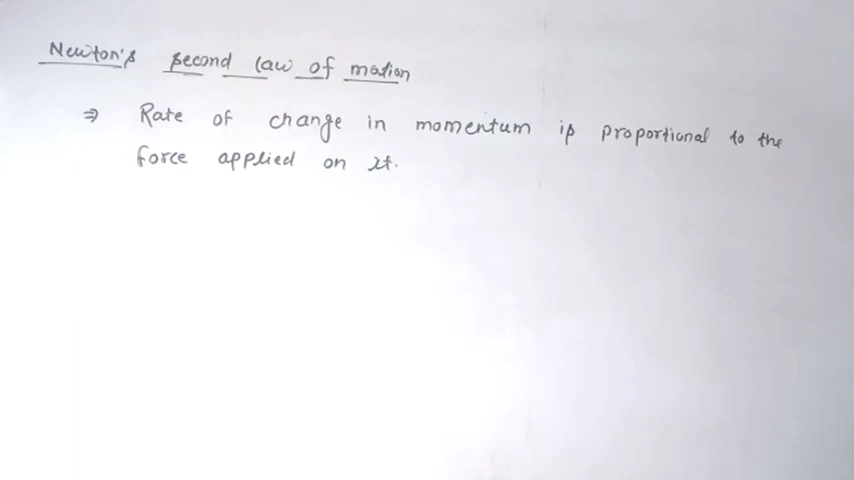 Newton's second law of motion
⇒ Rate of change in momentum is proportional to the
force applied on it.